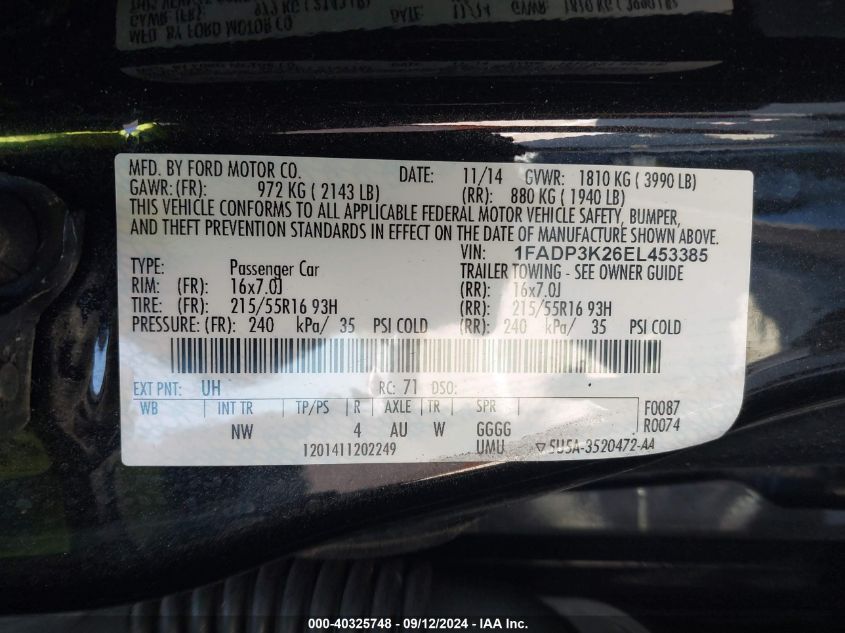 MFD. BY FORD MOTOR CO. DATE: 11/14 GVWR: 1810 KG ( 3990 LB)
GAWR: (FR): 972 KG ( 2143 LB) (RR): 880 KG ( 1940 LB)
THIS VEHICLE CONFORMS TO ALL APPLICABLE FEDERAL MOTOR VEHICLE SAFETY, BUMPER,
AND THEFT PREVENTION STANDARDS IN EFFECT ON THE DATE OF MANUFACTURE SHOWN ABOVE.
VIN: 1FADP3K26EL453385
TYPE: Passenger Car TRAILER TOWING - SEE OWNER GUIDE
RIM: (FR): 16x7.0J (RR): 16x7.0J
TIRE: (FR): 215/55R16 93H (RR): 215/55R16 93H
PRESSURE: (FR): 240 kPa/ 35 PSI COLD (RR): 240 kPa/ 35 PSI COLD
EXT PNT: UH RC: 71 DSO:
WB INT TR TP/PS R AXLE TR SPR F0087
NW 4 AU W GGGG R0074
1201411202249 UMU ▽ 5U5A-3520472-AA
000-40325748 - 09/12/2024 - IAA Inc.